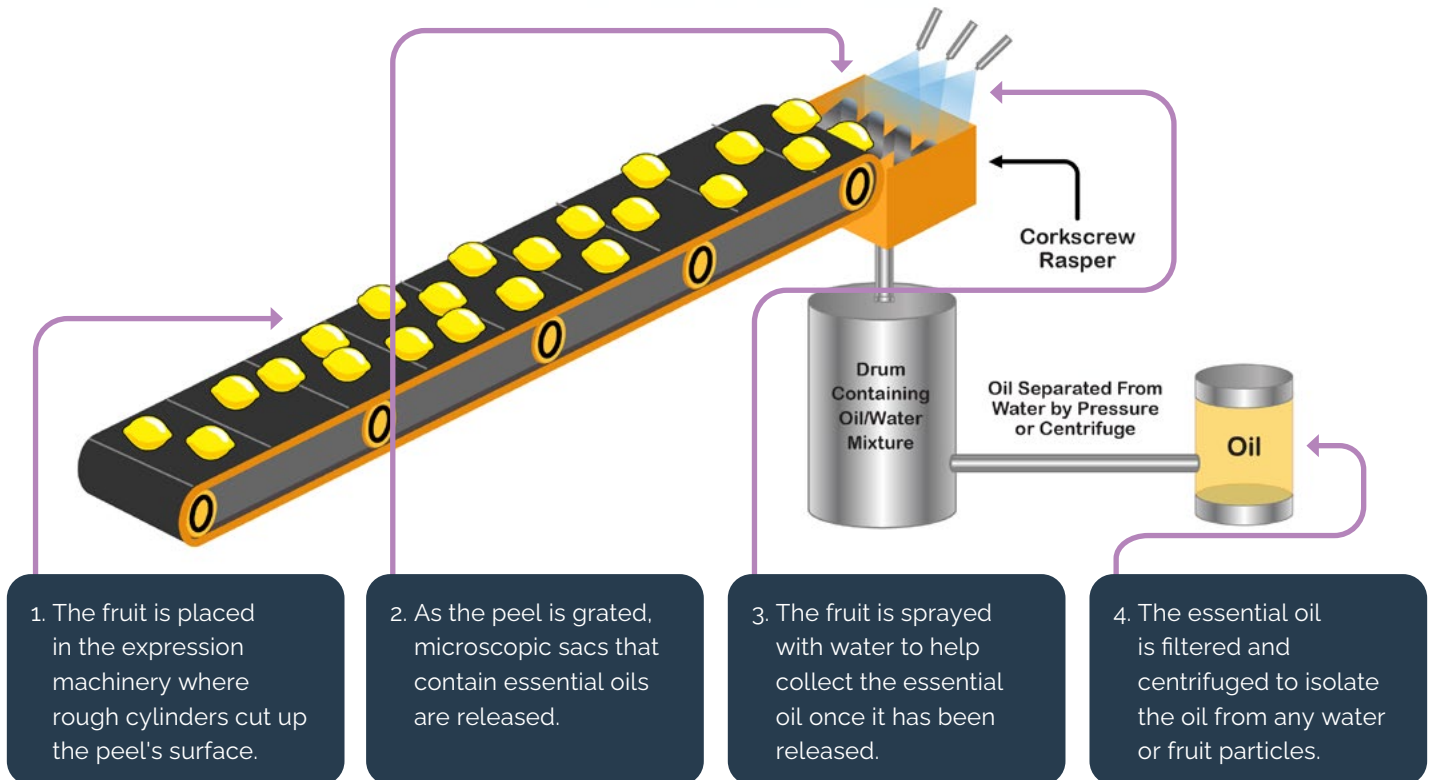 Corkscrew
Rasper
Drum
Containing
Oil/Water
Mixture
Oil Separated From
Water by Pressure
or Centrifuge
Oil
1. The fruit is placed
in the expression
machinery where
rough cylinders cut up
the peel's surface.
2. As the peel is grated,
microscopic sacs that
contain essential oils
are released.
3. The fruit is sprayed
with water to help
collect the essential
oil once it has been
released.
4. The essential oil
is filtered and
centrifuged to isolate
the oil from any water
or fruit particles.